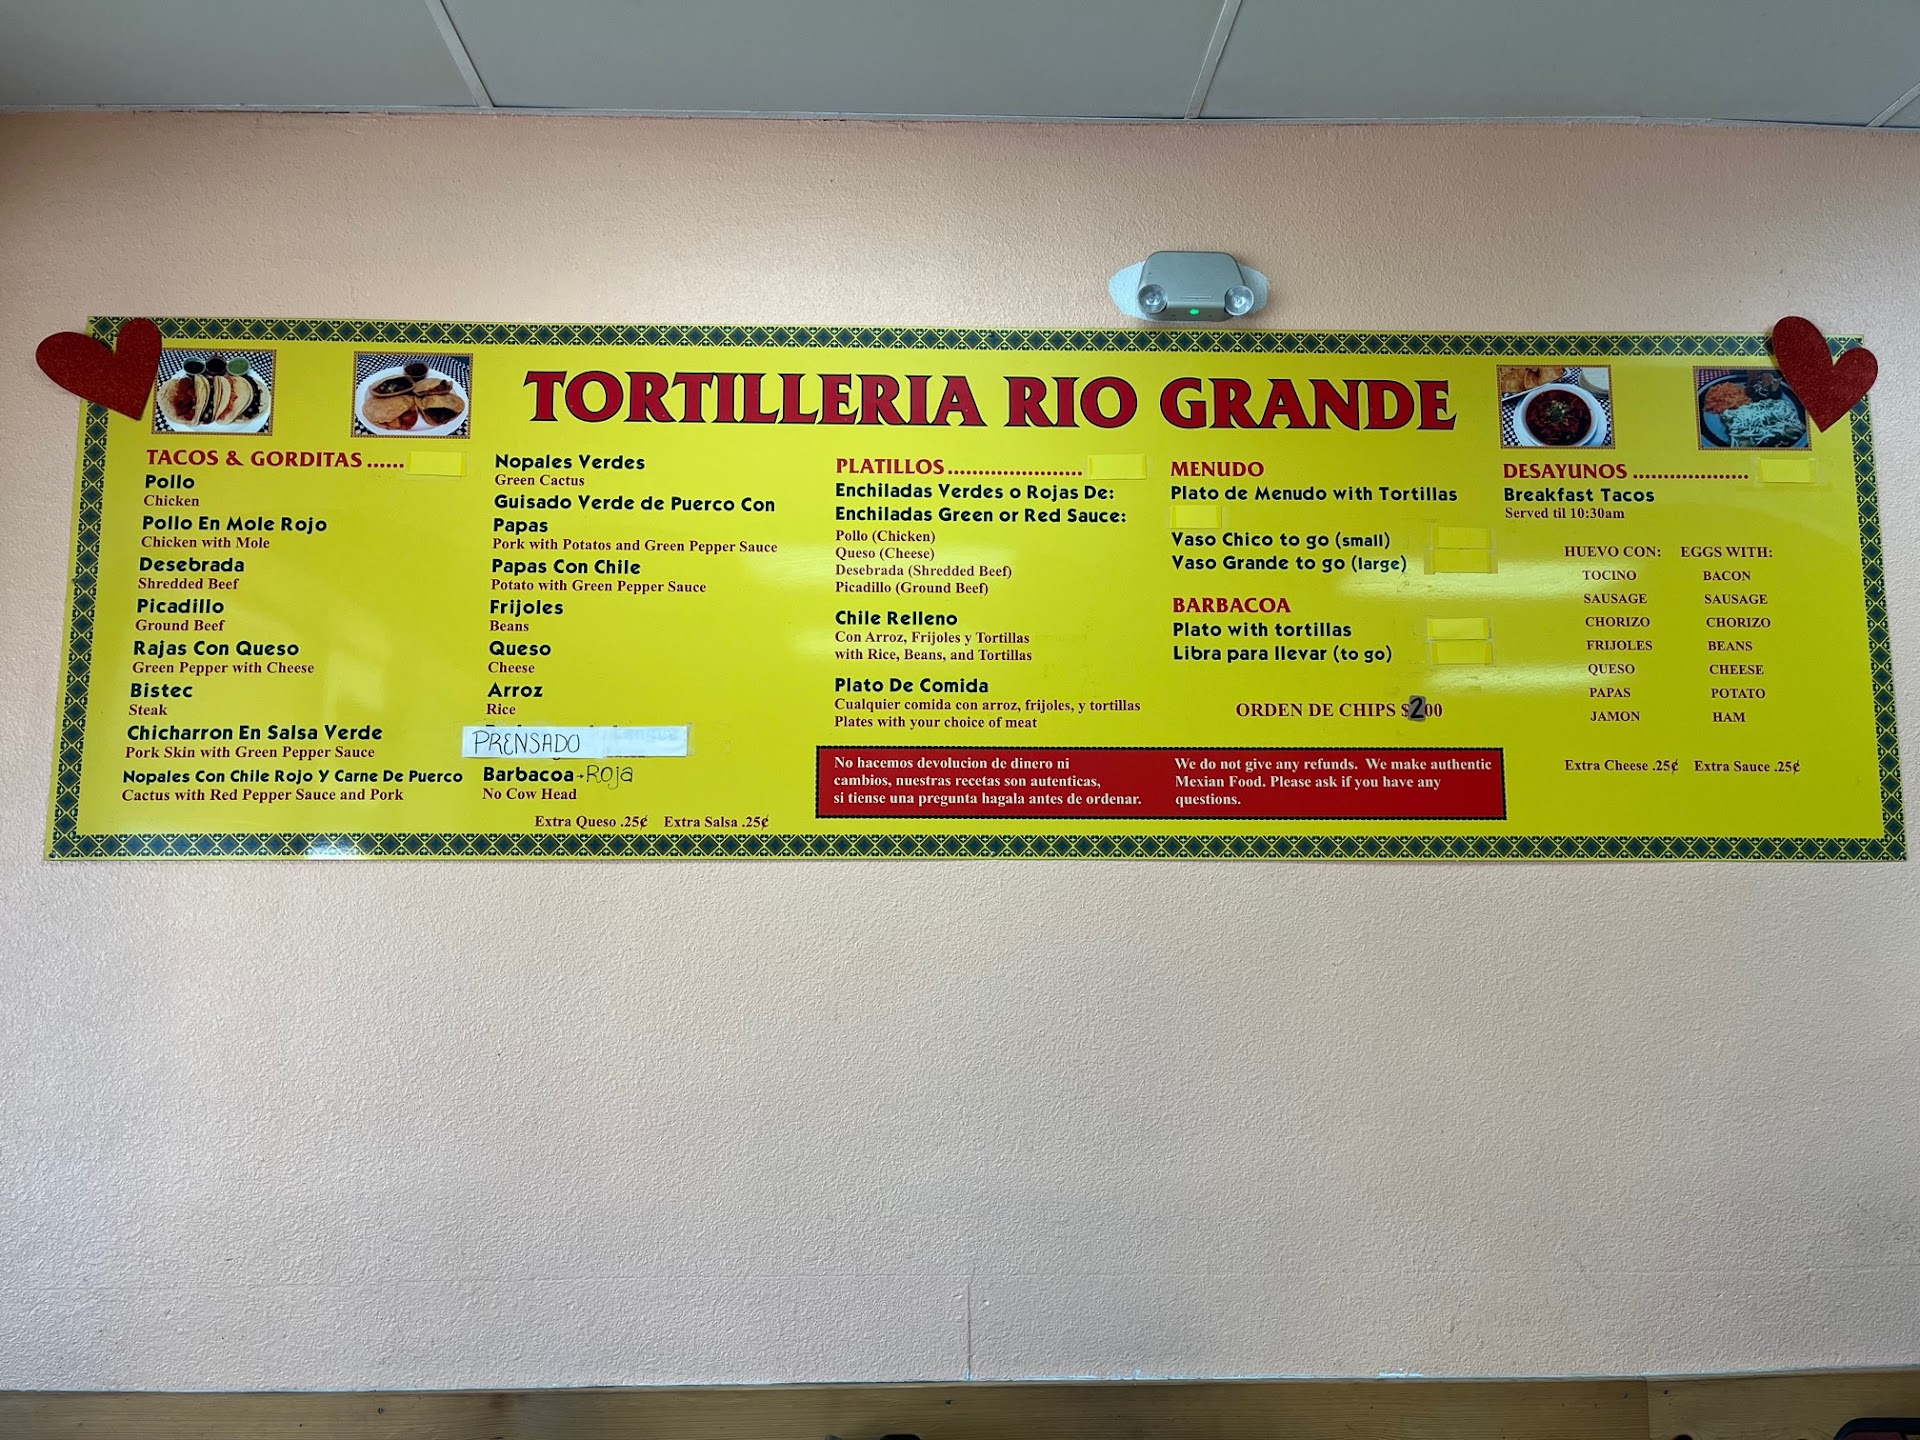 TORTILLERIA RIO GRANDE
TACOS & GORDITAS ......
Pollo
Chicken
Pollo En Mole Rojo
Chicken with Mole
Desebrada
Shredded Beef
Picadillo
Ground Beef
Rajas Con Queso
Green Pepper with Cheese
Bistec
Steak
Chicharron En Salsa Verde
Pork Skin with Green Pepper Sauce
Nopales Con Chile Rojo Y Carne De Puerco
Cactus with Red Pepper Sauce and Pork
Nopales Verdes
Green Cactus
Guisado Verde de Puerco Con
Papas
Pork with Potatos and Green Pepper Sauce
Papas Con Chile
Potato with Green Pepper Sauce
Frijoles
Beans
Queso
Cheese
Arroz
Rice
PRENSADO
Barbacoa → Roja
No Cow Head
Extra Queso .25¢ Extra Salsa .25¢
PLATILLOS.......................
Enchiladas Verdes o Rojas De:
Enchiladas Green or Red Sauce:
Pollo (Chicken)
Queso (Cheese)
Desebrada (Shredded Beef)
Picadillo (Ground Beef)
Chile Relleno
Con Arroz, Frijoles y Tortillas
with Rice, Beans, and Tortillas
Plato De Comida
Cualquier comida con arroz, frijoles, y tortillas
Plates with your choice of meat
MENUDO
Plato de Menudo with Tortillas
Vaso Chico to go (small)
Vaso Grande to go (large)
BARBACOA
Plato with tortillas
Libra para llevar (to go)
ORDEN DE CHIPS $2.00
No hacemos devolucion de dinero ni
cambios, nuestras recetas son autenticas,
si tiense una pregunta hagala antes de ordenar.
We do not give any refunds. We make authentic
Mexian Food. Please ask if you have any
questions.
DESAYUNOS ...................
Breakfast Tacos
Served til 10:30am
HUEVO CON: EGGS WITH:
TOCINO BACON
SAUSAGE SAUSAGE
CHORIZO CHORIZO
FRIJOLES BEANS
QUESO CHEESE
PAPAS POTATO
JAMON HAM
Extra Cheese .25¢ Extra Sauce .25¢